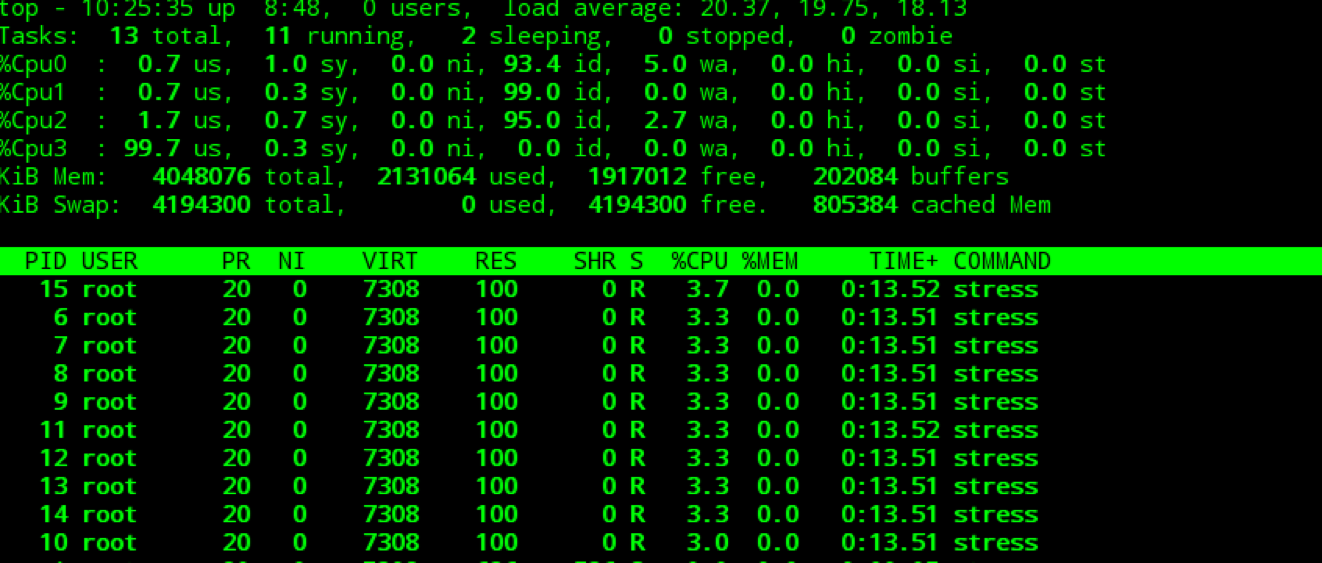 top - 10:25:35 up  8:48,  0 users,  load average: 20.37, 19.75, 18.13
Tasks:  13 total,  11 running,   2 sleeping,   0 stopped,   0 zombie
%Cpu0  :  0.7 us,  1.0 sy,  0.0 ni, 93.4 id,  5.0 wa,  0.0 hi,  0.0 si,  0.0 st
%Cpu1  :  0.7 us,  0.3 sy,  0.0 ni, 99.0 id,  0.0 wa,  0.0 hi,  0.0 si,  0.0 st
%Cpu2  :  1.7 us,  0.7 sy,  0.0 ni, 95.0 id,  2.7 wa,  0.0 hi,  0.0 si,  0.0 st
%Cpu3  : 99.7 us,  0.3 sy,  0.0 ni,  0.0 id,  0.0 wa,  0.0 hi,  0.0 si,  0.0 st
KiB Mem:   4048076 total,  2131064 used,  1917012 free,   202084 buffers
KiB Swap:  4194300 total,        0 used,  4194300 free.   805384 cached Mem
PID USER      PR  NI    VIRT    RES    SHR S  %CPU %MEM     TIME+ COMMAND
15 root      20   0    7308    100      0 R   3.7  0.0   0:13.52 stress
6 root      20   0    7308    100      0 R   3.3  0.0   0:13.51 stress
7 root      20   0    7308    100      0 R   3.3  0.0   0:13.51 stress
8 root      20   0    7308    100      0 R   3.3  0.0   0:13.51 stress
9 root      20   0    7308    100      0 R   3.3  0.0   0:13.51 stress
11 root      20   0    7308    100      0 R   3.3  0.0   0:13.52 stress
12 root      20   0    7308    100      0 R   3.3  0.0   0:13.51 stress
13 root      20   0    7308    100      0 R   3.3  0.0   0:13.51 stress
14 root      20   0    7308    100      0 R   3.3  0.0   0:13.51 stress
10 root      20   0    7308    100      0 R   3.0  0.0   0:13.51 stress